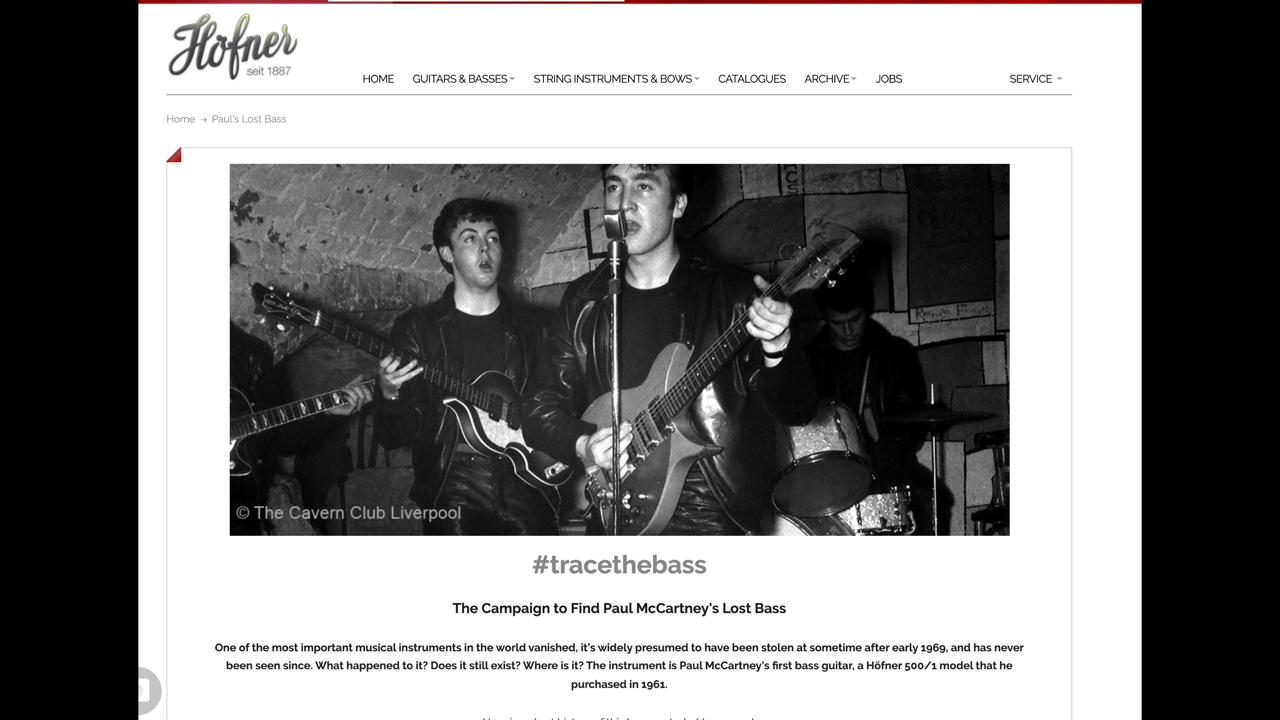 Höfner
seit 1887
HOME GUITARS & BASSES STRING INSTRUMENTS & BOWS CATALOGUES ARCHIVE JOBS SERVICE
Home → Paul's Lost Bass
© The Cavern Club Liverpool
#tracethebass
The Campaign to Find Paul McCartney's Lost Bass
One of the most important musical instruments in the world vanished, it's widely presumed to have been stolen at sometime after early 1969, and has never
been seen since. What happened to it? Does it still exist? Where is it? The instrument is Paul McCartney's first bass guitar, a Höfner 500/1 model that he
purchased in 1961.